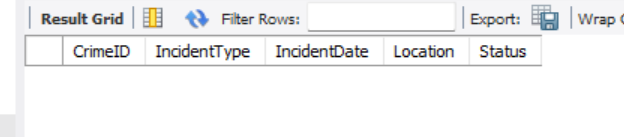 Result Grid Filter Rows: Export: Wrap C
CrimeID IncidentType IncidentDate Location Status